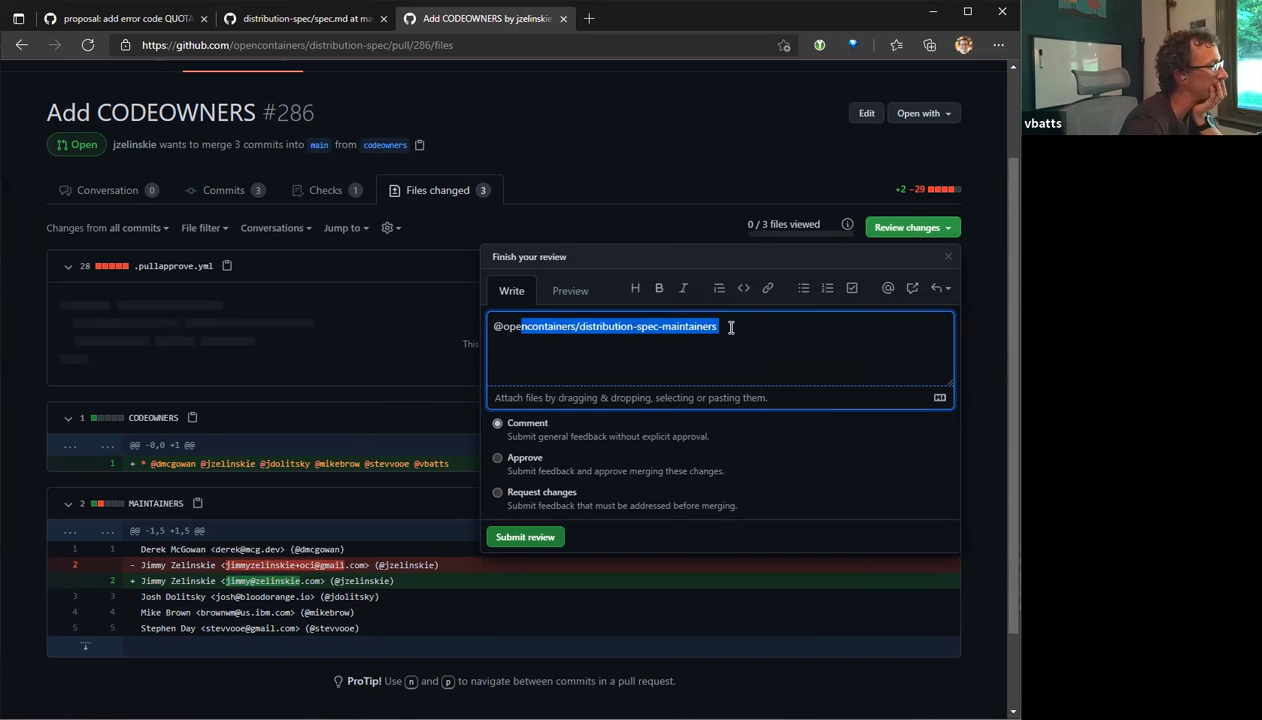 proposal: add error code QUOTA
distribution-spec/spec.md at ma
Add CODEOWNERS by jzelinskie
https://github.com/opencontainers/distribution-spec/pull/286/files
Add CODEOWNERS #286
Edit
Open with
Open
jzelinskie wants to merge 3 commits into main from codeowners
Conversation 0
Commits 3
Checks 1
Files changed 3
+2 −29
Changes from all commits
File filter
Conversations
Jump to
0 / 3 files viewed
Review changes
28 .pullapprove.yml
This
Finish your review
Write
Preview
@opencontainers/distribution-spec-maintainers
Attach files by dragging & dropping, selecting or pasting them.
Comment
Submit general feedback without explicit approval.
Approve
Submit feedback and approve merging these changes.
Request changes
Submit feedback that must be addressed before merging.
Submit review
1 CODEOWNERS
... ... @@ -0,0 +1 @@
1 + * @dmcgowan @jzelinskie @jdolitsky @mikebrow @stevvooe @vbatts
2 MAINTAINERS
... ... @@ -1,5 +1,5 @@
1 1 Derek McGowan <derek@mcg.dev> (@dmcgowan)
2 - Jimmy Zelinskie <jimmyzelinskie+oci@gmail.com> (@jzelinskie)
2 + Jimmy Zelinskie <jimmy@zelinskie.com> (@jzelinskie)
3 3 Josh Dolitsky <josh@bloodorange.io> (@jdolitsky)
4 4 Mike Brown <brownwm@us.ibm.com> (@mikebrow)
5 5 Stephen Day <stevvooe@gmail.com> (@stevvooe)
ProTip! Use n and p to navigate between commits in a pull request.
vbatts